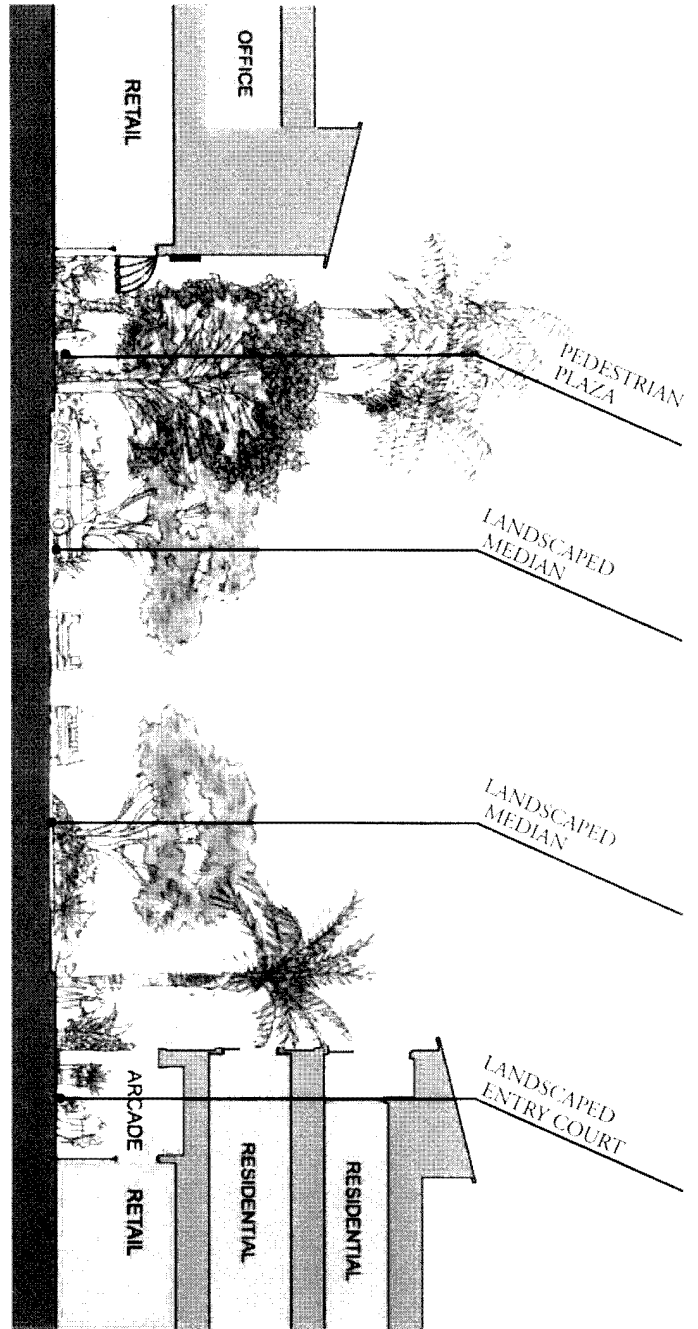 OFFICE
RETAIL
PEDESTRIAN
PLAZA
LANDSCAPED
MEDIAN
LANDSCAPED
MEDIAN
LANDSCAPED
ENTRY COURT
ARCADE
RETAIL
RESIDENTIAL
RESIDENTIAL